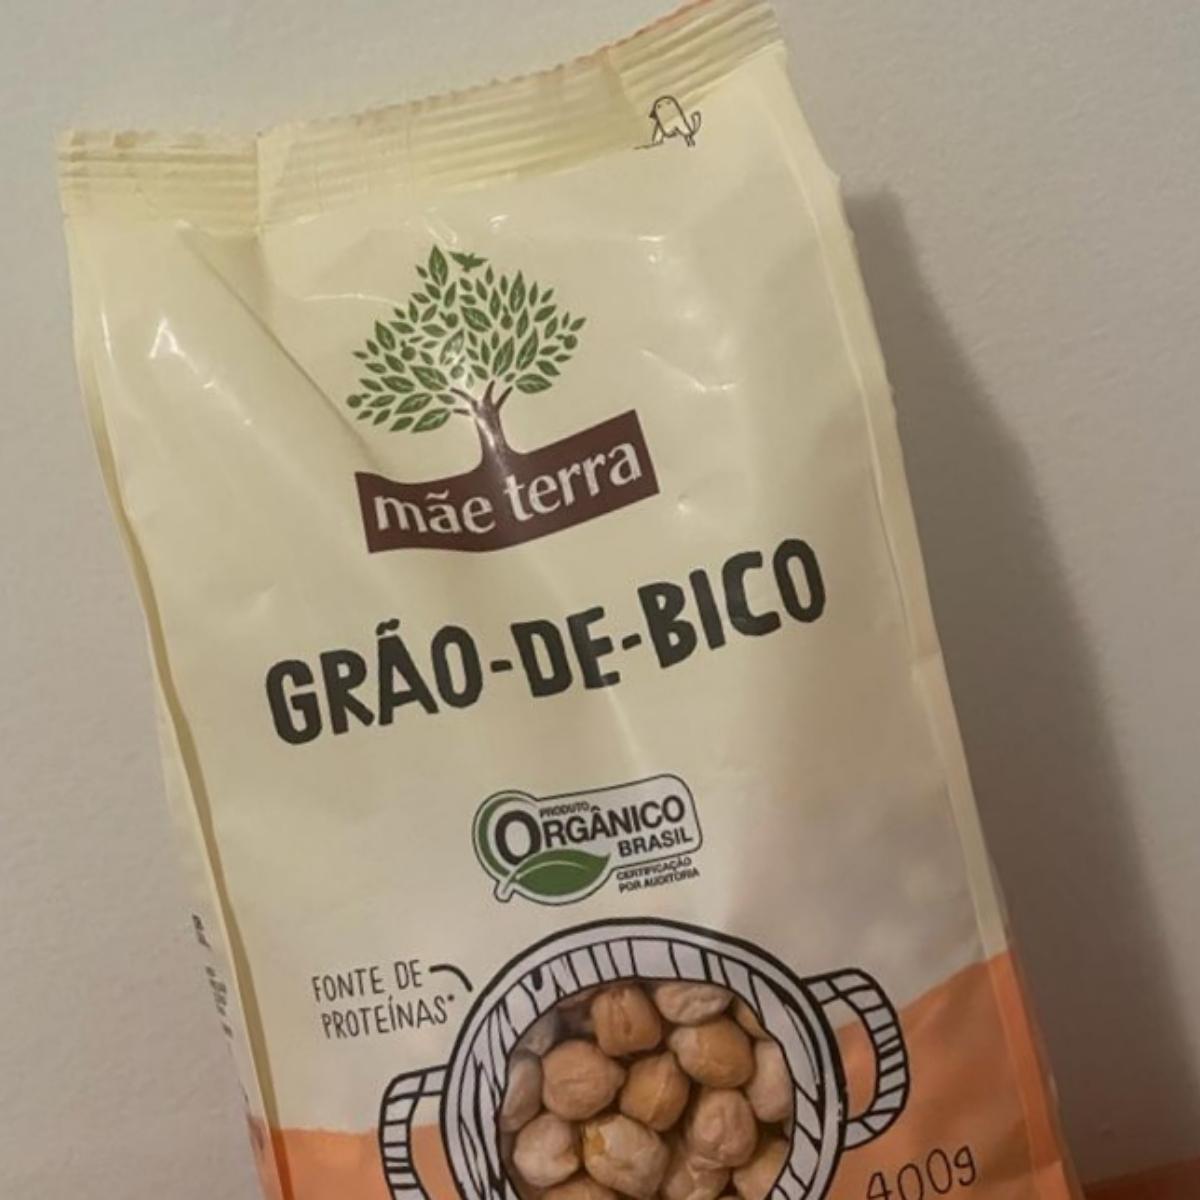 mãe terra
GRÃO-DE-BICO
PRODUTO
ORGÂNICO
BRASIL
CERTIFICAÇÃO
POR AUDITORIA
FONTE DE
PROTEÍNAS*
400g